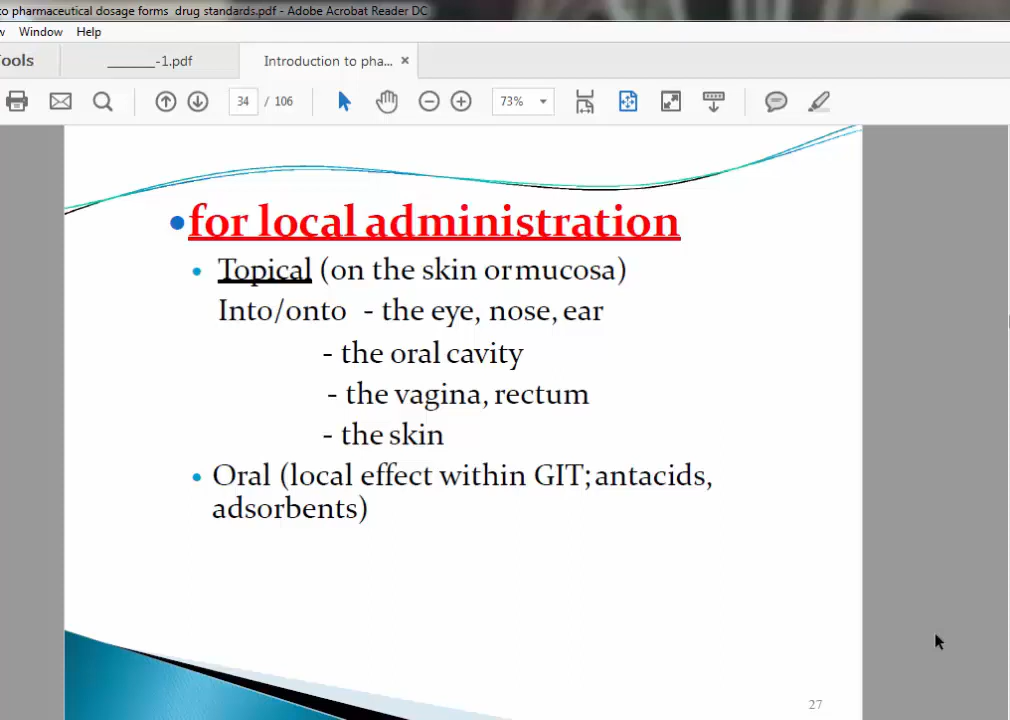 to pharmaceutical dosage forms drug standards.pdf - Adobe Acrobat Reader DC
Window Help
_______-1.pdf Introduction to pha... ×
34 / 106 73%
•for local administration
• Topical (on the skin or mucosa)
Into/onto - the eye, nose, ear
- the oral cavity
- the vagina, rectum
- the skin
• Oral (local effect within GIT; antacids,
adsorbents)
27